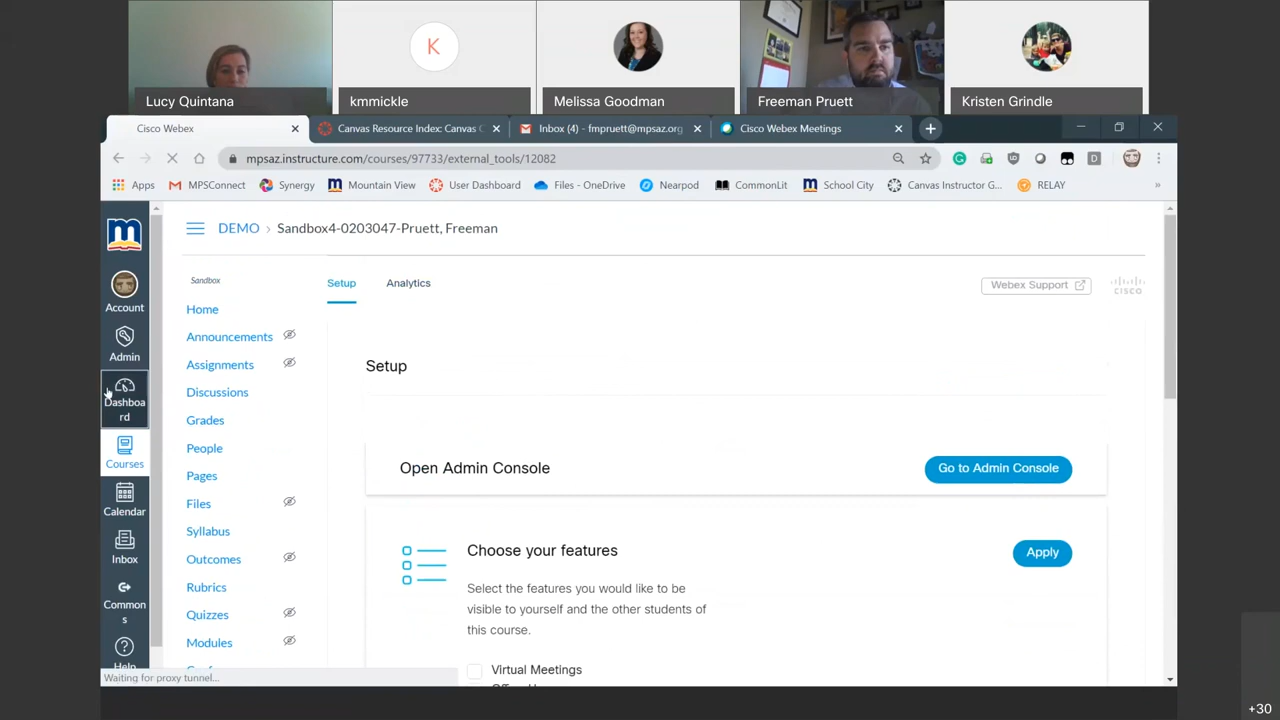 K
Lucy Quintana
kmmickle
Melissa Goodman
Freeman Pruett
Kristen Grindle
Cisco Webex
Canvas Resource Index: Canvas C
Inbox (4) - fmpruett@mpsaz.org
Cisco Webex Meetings
mpsaz.instructure.com/courses/97733/external_tools/12082
Apps
MPSConnect
Synergy
Mountain View
User Dashboard
Files - OneDrive
Nearpod
CommonLit
School City
Canvas Instructor G...
RELAY
»
DEMO › Sandbox4-0203047-Pruett, Freeman
Account
Admin
Dashboa
rd
Courses
Calendar
Inbox
Common
s
Help
Sandbox
Home
Announcements
Assignments
Discussions
Grades
People
Pages
Files
Syllabus
Outcomes
Rubrics
Quizzes
Modules
Setup
Analytics
Webex Support
CISCO
Setup
Open Admin Console
Go to Admin Console
Choose your features
Apply
Select the features you would like to be
visible to yourself and the other students of
this course.
Virtual Meetings
Waiting for proxy tunnel...
+30